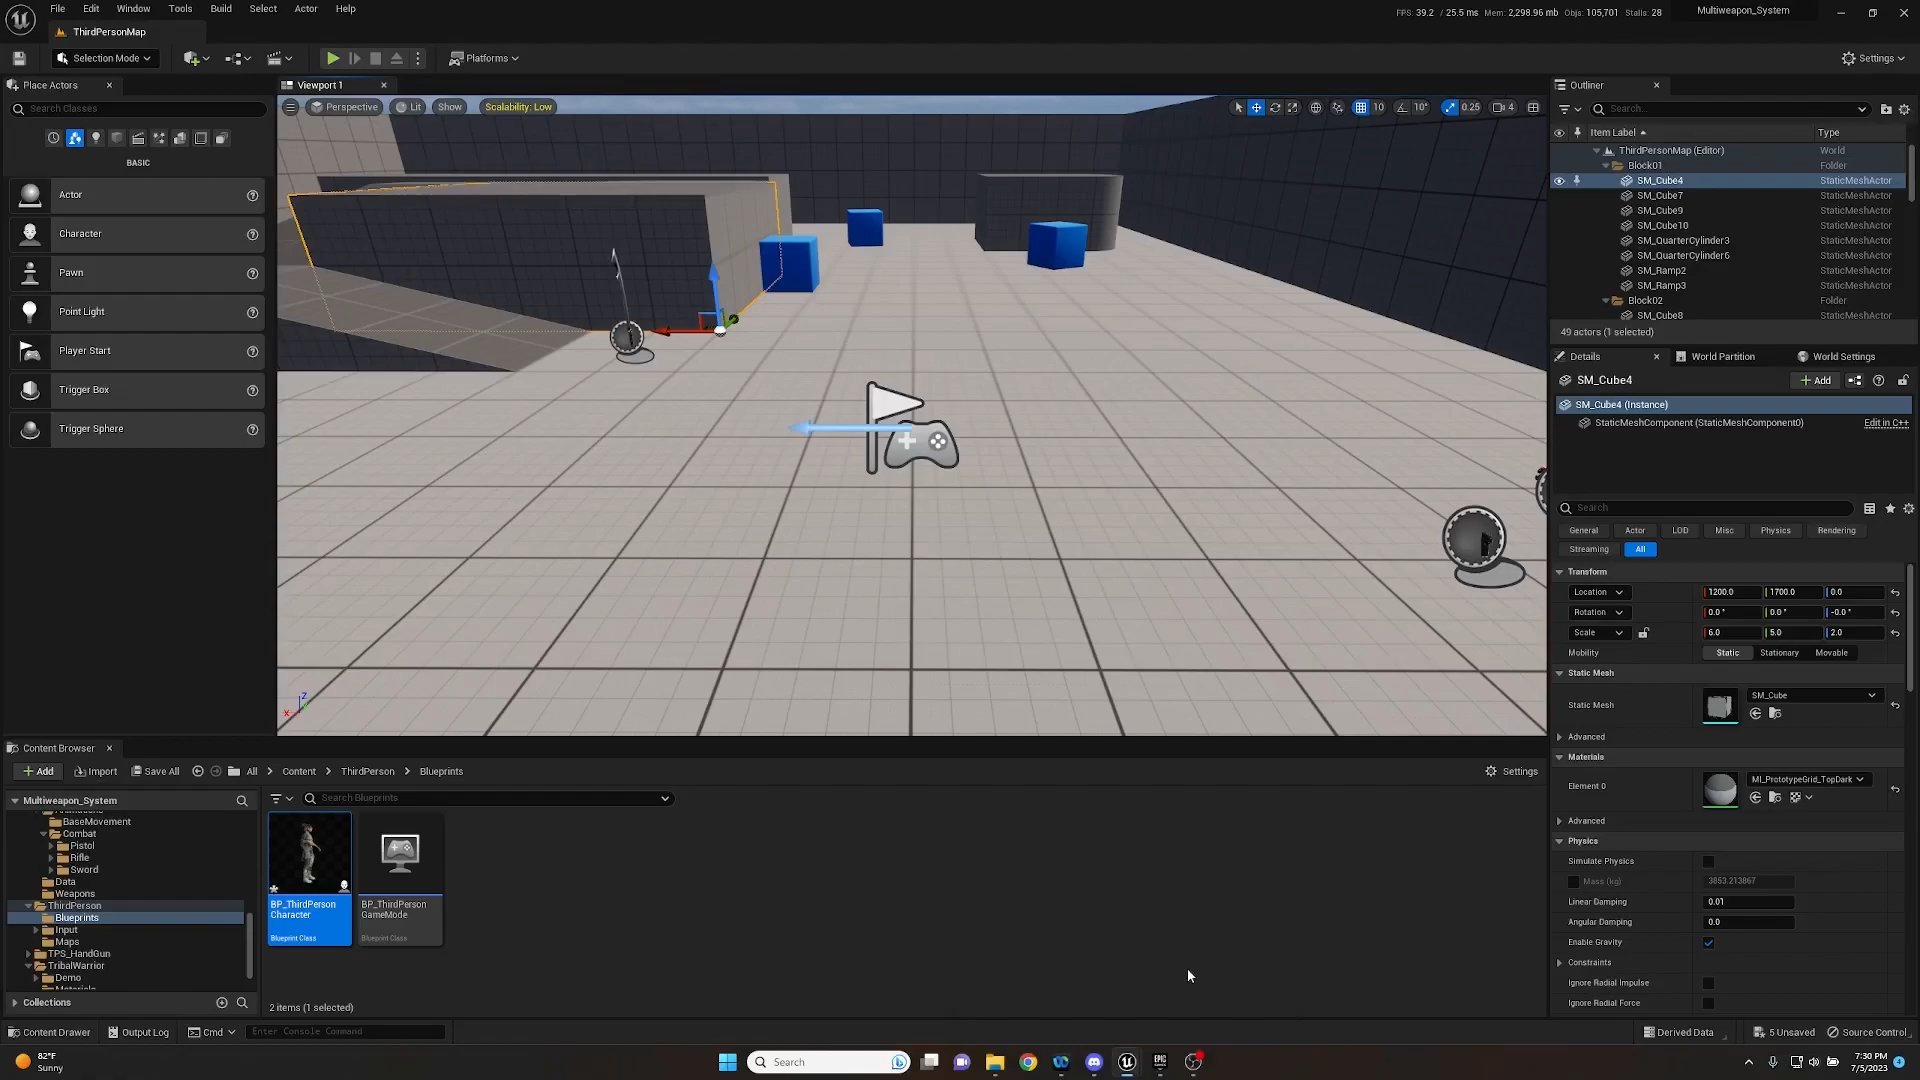 File Edit Window Tools Build Select Actor Help
FPS: 39.2 / 25.5 ms Mem: 2,298.96 mb Objs: 105,701 Stalls: 28
Multiweapon_System
ThirdPersonMap
Selection Mode
Platforms
Settings
Place Actors
Search Classes
BASIC
Actor
Character
Pawn
Point Light
Player Start
Trigger Box
Trigger Sphere
Viewport 1
Perspective Lit Show Scalability: Low
10 10° 0.25 4
Z
X
Outliner
Search...
Item Label Type
ThirdPersonMap (Editor) World
Block01 Folder
SM_Cube4 StaticMeshActor
SM_Cube7 StaticMeshActor
SM_Cube9 StaticMeshActor
SM_Cube10 StaticMeshActor
SM_QuarterCylinder3 StaticMeshActor
SM_QuarterCylinder6 StaticMeshActor
SM_Ramp2 StaticMeshActor
SM_Ramp3 StaticMeshActor
Block02 Folder
SM_Cube8 StaticMeshActor
49 actors (1 selected)
Details World Partition World Settings
SM_Cube4
Add
SM_Cube4 (Instance)
StaticMeshComponent (StaticMeshComponent0) Edit in C++
Search
General Actor LOD Misc Physics Rendering
Streaming All
Transform
Location 1200.0 1700.0 0.0
Rotation 0.0 ° 0.0 ° -0.0 °
Scale 6.0 5.0 2.0
Mobility Static Stationary Movable
Static Mesh
Static Mesh SM_Cube
Advanced
Materials
Element 0 MI_PrototypeGrid_TopDark
Advanced
Physics
Simulate Physics
Mass (kg) 3853.213867
Linear Damping 0.01
Angular Damping 0.0
Enable Gravity
Constraints
Ignore Radial Impulse
Ignore Radial Force
Content Browser
Add Import Save All All Content ThirdPerson Blueprints Settings
Multiweapon_System
BaseMovement
Combat
Pistol
Rifle
Sword
Data
Weapons
ThirdPerson
Blueprints
Input
Maps
TPS_HandGun
TribalWarrior
Demo
Materials
Collections
Search Blueprints
BP_ThirdPerson
Character
Blueprint Class
BP_ThirdPerson
GameMode
Blueprint Class
2 items (1 selected)
Content Drawer Output Log Cmd Enter Console Command
Derived Data 5 Unsaved Source Control
82°F
Sunny
Search
EPIC
7:30 PM
7/5/2023
4